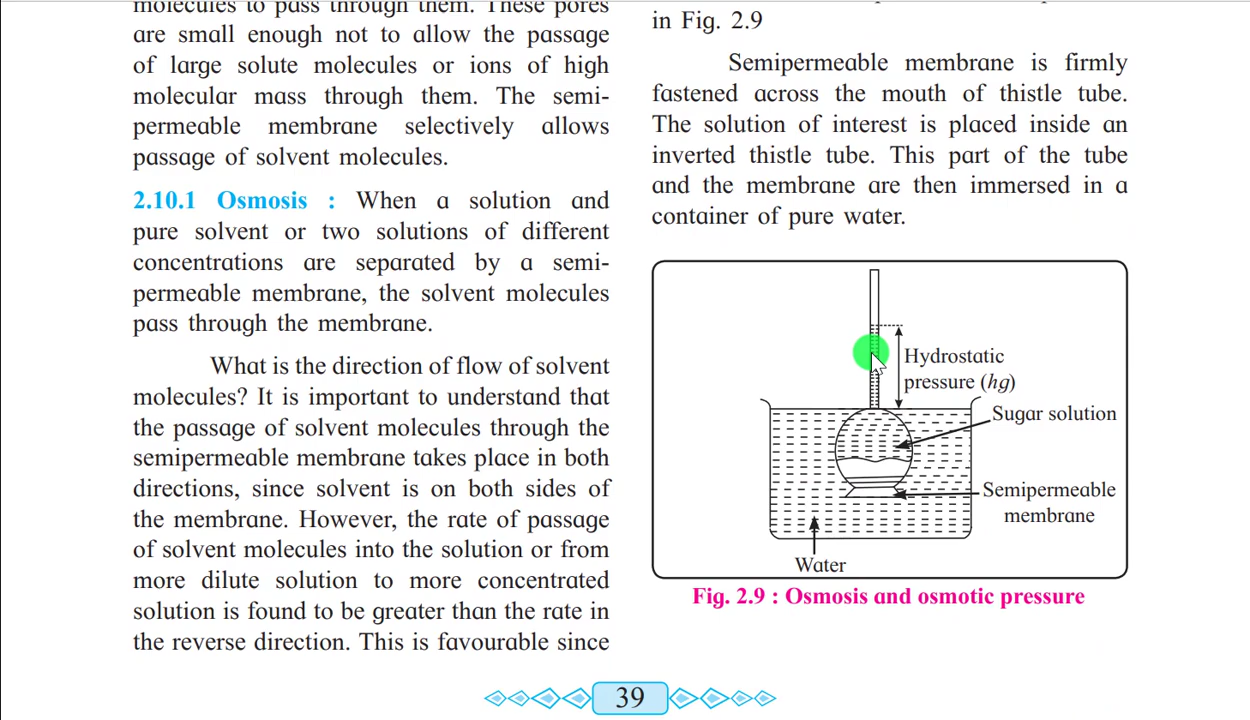 molecules to pass through them. These pores
are small enough not to allow the passage
of large solute molecules or ions of high
molecular mass through them. The semi-
permeable membrane selectively allows
passage of solvent molecules.
2.10.1 Osmosis : When a solution and
pure solvent or two solutions of different
concentrations are separated by a semi-
permeable membrane, the solvent molecules
pass through the membrane.
What is the direction of flow of solvent
molecules? It is important to understand that
the passage of solvent molecules through the
semipermeable membrane takes place in both
directions, since solvent is on both sides of
the membrane. However, the rate of passage
of solvent molecules into the solution or from
more dilute solution to more concentrated
solution is found to be greater than the rate in
the reverse direction. This is favourable since
in Fig. 2.9
Semipermeable membrane is firmly
fastened across the mouth of thistle tube.
The solution of interest is placed inside an
inverted thistle tube. This part of the tube
and the membrane are then immersed in a
container of pure water.
Hydrostatic
pressure (hg)
Sugar solution
Semipermeable
membrane
Water
Fig. 2.9 : Osmosis and osmotic pressure
39